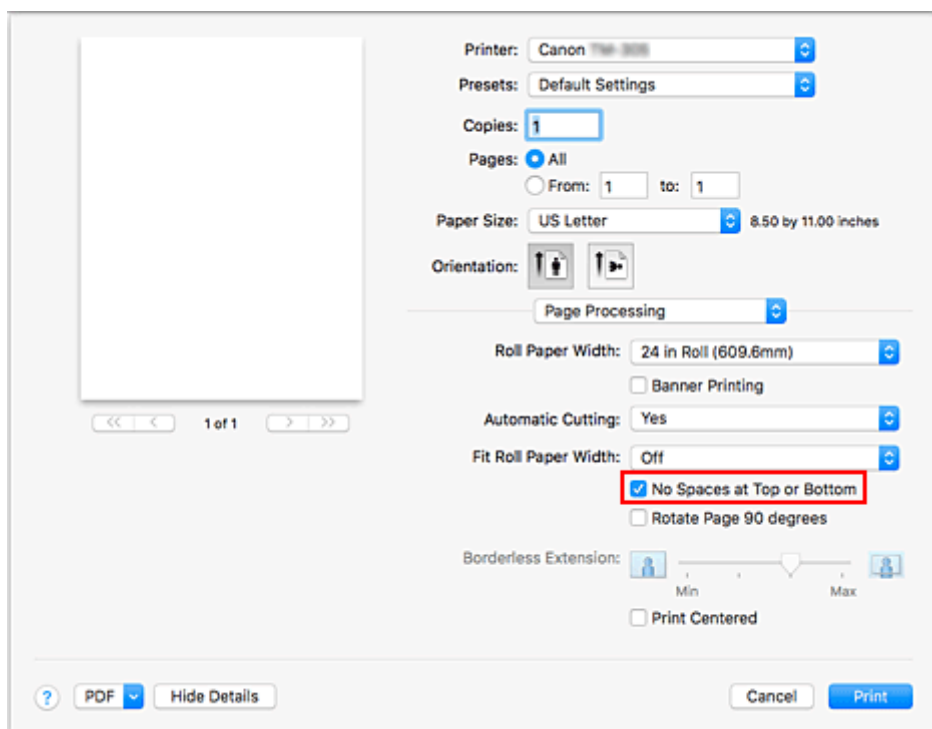 Printer: Canon
Presets: Default Settings
Copies: 1
Pages: All
From: 1 to: 1
Paper Size: US Letter 8.50 by 11.00 inches
Orientation:
Page Processing
Roll Paper Width: 24 in Roll (609.6mm)
Banner Printing
1 of 1
Automatic Cutting: Yes
Fit Roll Paper Width: Off
No Spaces at Top or Bottom
Rotate Page 90 degrees
Borderless Extension:
Min Max
Print Centered
? PDF Hide Details Cancel Print